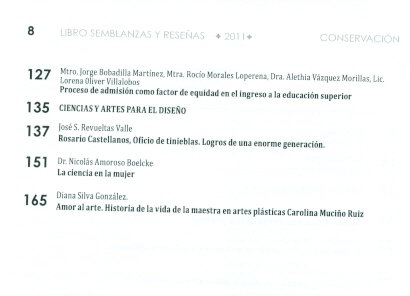 8 LIBRO SEMBLANZAS Y RESEÑAS ✦ 2011✦ CONSERVACIÓN
127 Mtro. Jorge Bobadilla Martínez, Mtra. Rocío Morales Loperena, Dra. Alethia Vázquez Morillas, Lic.
Lorena Oliver Villalobos
Proceso de admisión como factor de equidad en el ingreso a la educación superior
135 CIENCIAS Y ARTES PARA EL DISEÑO
137 José S. Revueltas Valle
Rosario Castellanos, Oficio de tinieblas. Logros de una enorme generación.
151 Dr. Nicolás Amoroso Boelcke
La ciencia en la mujer
165 Diana Silva González.
Amor al arte. Historia de la vida de la maestra en artes plásticas Carolina Muciño Ruiz